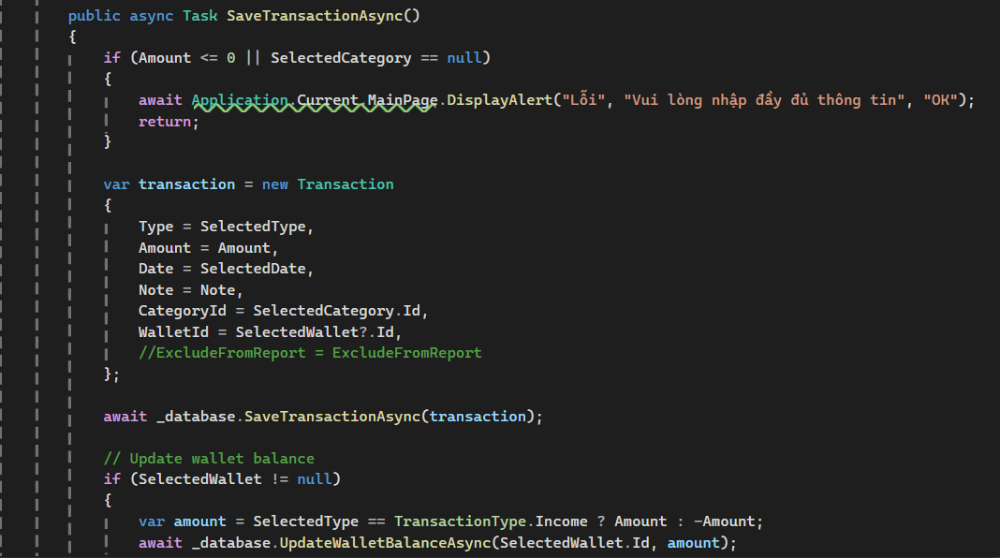 public async Task SaveTransactionAsync()
{
if (Amount <= 0 || SelectedCategory == null)
{
await Application.Current.MainPage.DisplayAlert("Lỗi", "Vui lòng nhập đầy đủ thông tin", "OK");
return;
}
var transaction = new Transaction
{
Type = SelectedType,
Amount = Amount,
Date = SelectedDate,
Note = Note,
CategoryId = SelectedCategory.Id,
WalletId = SelectedWallet?.Id,
//ExcludeFromReport = ExcludeFromReport
};
await _database.SaveTransactionAsync(transaction);
// Update wallet balance
if (SelectedWallet != null)
{
var amount = SelectedType == TransactionType.Income ? Amount : -Amount;
await _database.UpdateWalletBalanceAsync(SelectedWallet.Id, amount);